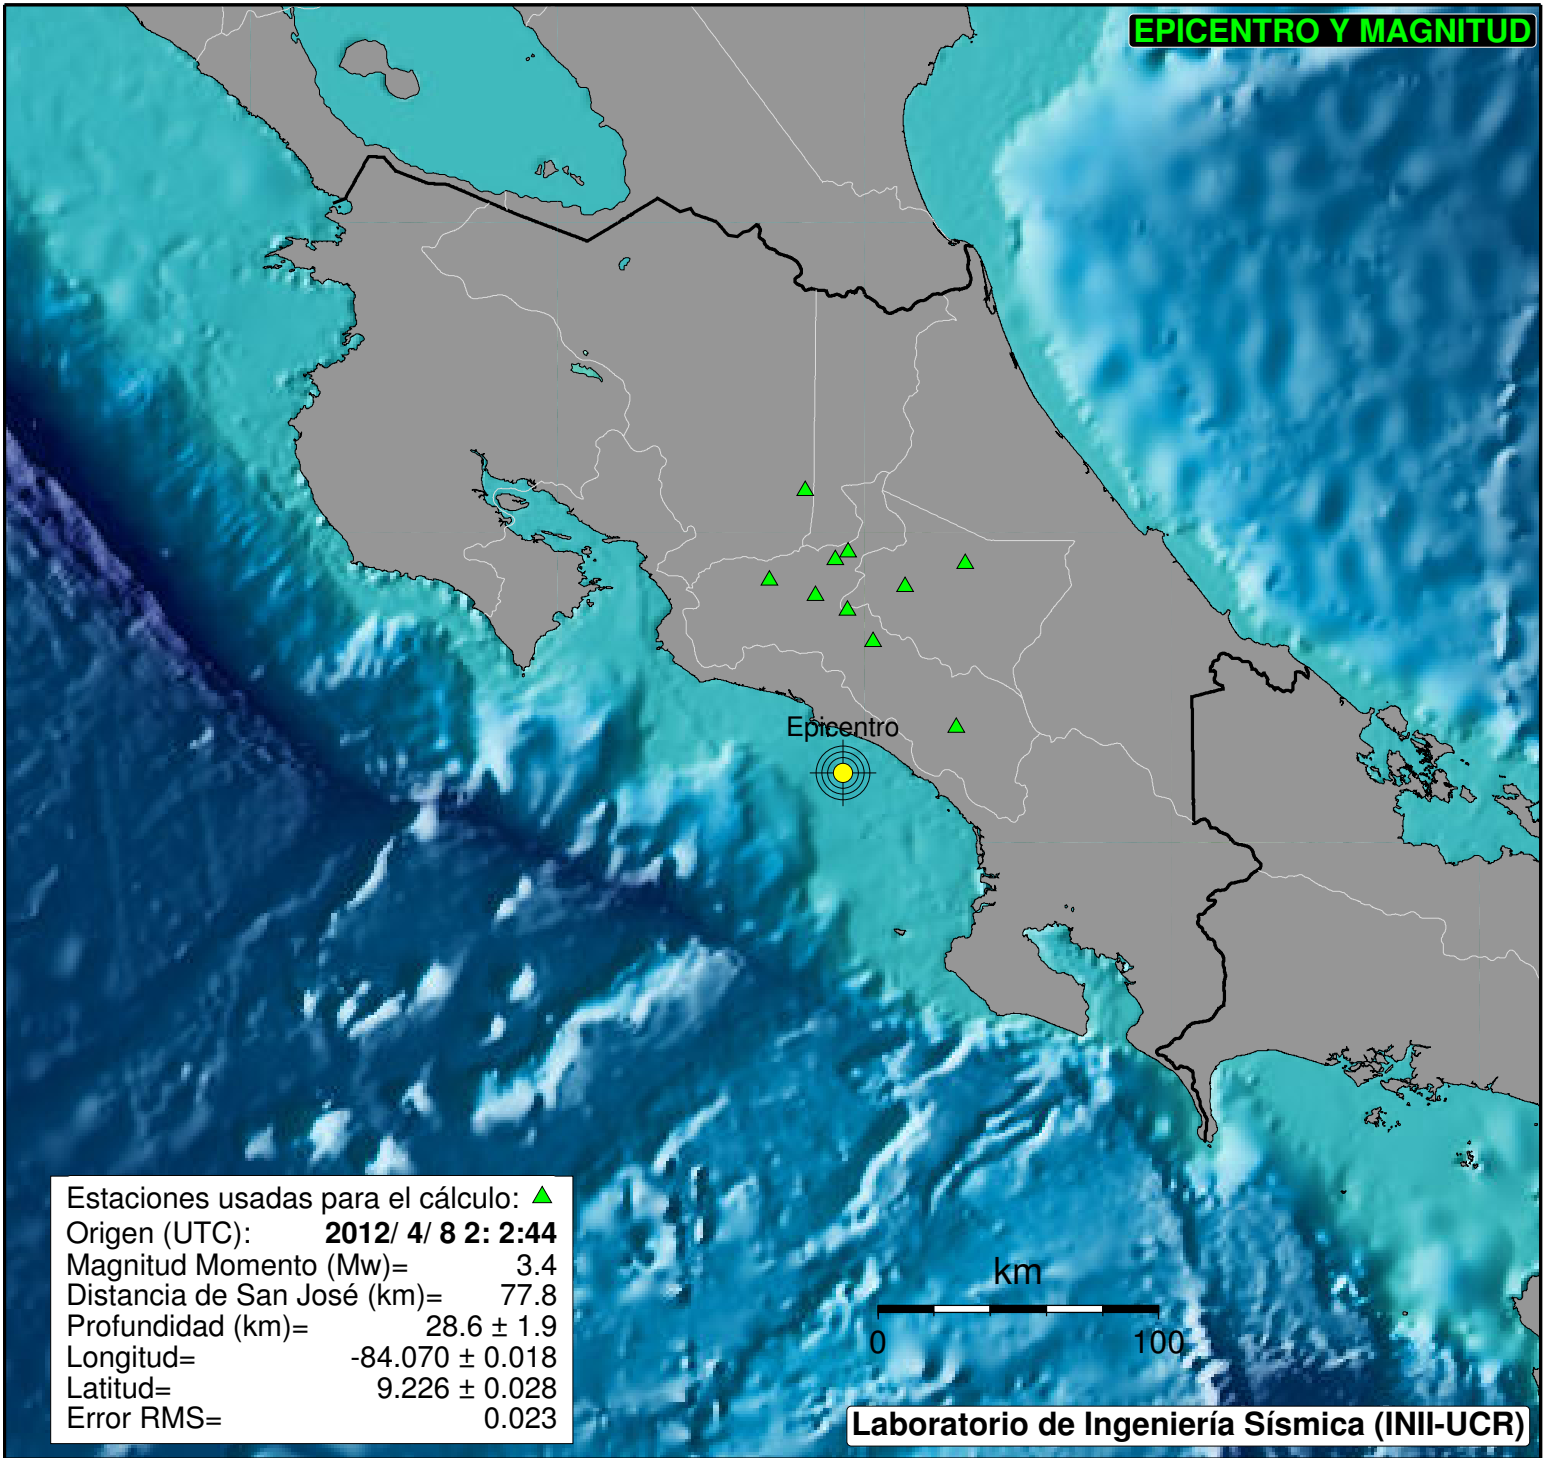 EPICENTRO Y MAGNITUD
Epicentro
Estaciones usadas para el cálculo:
Origen (UTC): 2012/ 4/ 8 2: 2:44
Magnitud Momento (Mw)= 3.4
Distancia de San José (km)= 77.8
Profundidad (km)= 28.6 ± 1.9
Longitud= -84.070 ± 0.018
Latitud= 9.226 ± 0.028
Error RMS= 0.023
km
0 100
Laboratorio de Ingeniería Sísmica (INII-UCR)